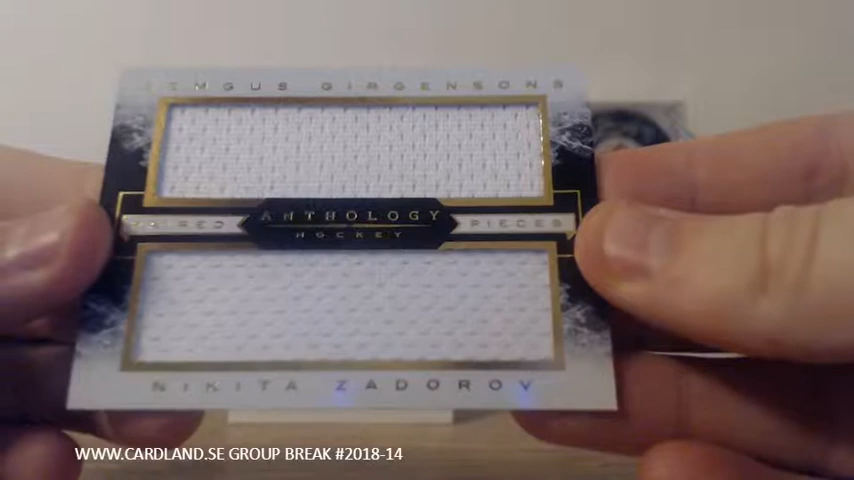 ZEMGUS GIRGENSONS
PAIRED ANTHOLOGY PIECES
HOCKEY
NIKITA ZADOROV
WWW.CARDLAND.SE GROUP BREAK #2018-14